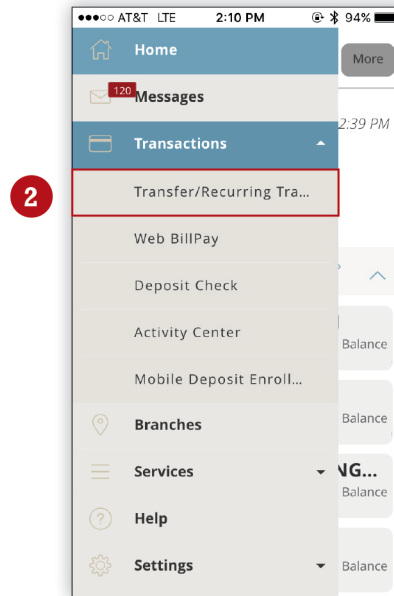 AT&T LTE 2:10 PM 94%
Home
More
120 Messages
2:39 PM
Transactions
2 Transfer/Recurring Tra...
Web BillPay
Deposit Check
Activity Center
Balance
Mobile Deposit Enroll...
Branches
Balance
Services
NG...
Balance
Help
Settings
Balance